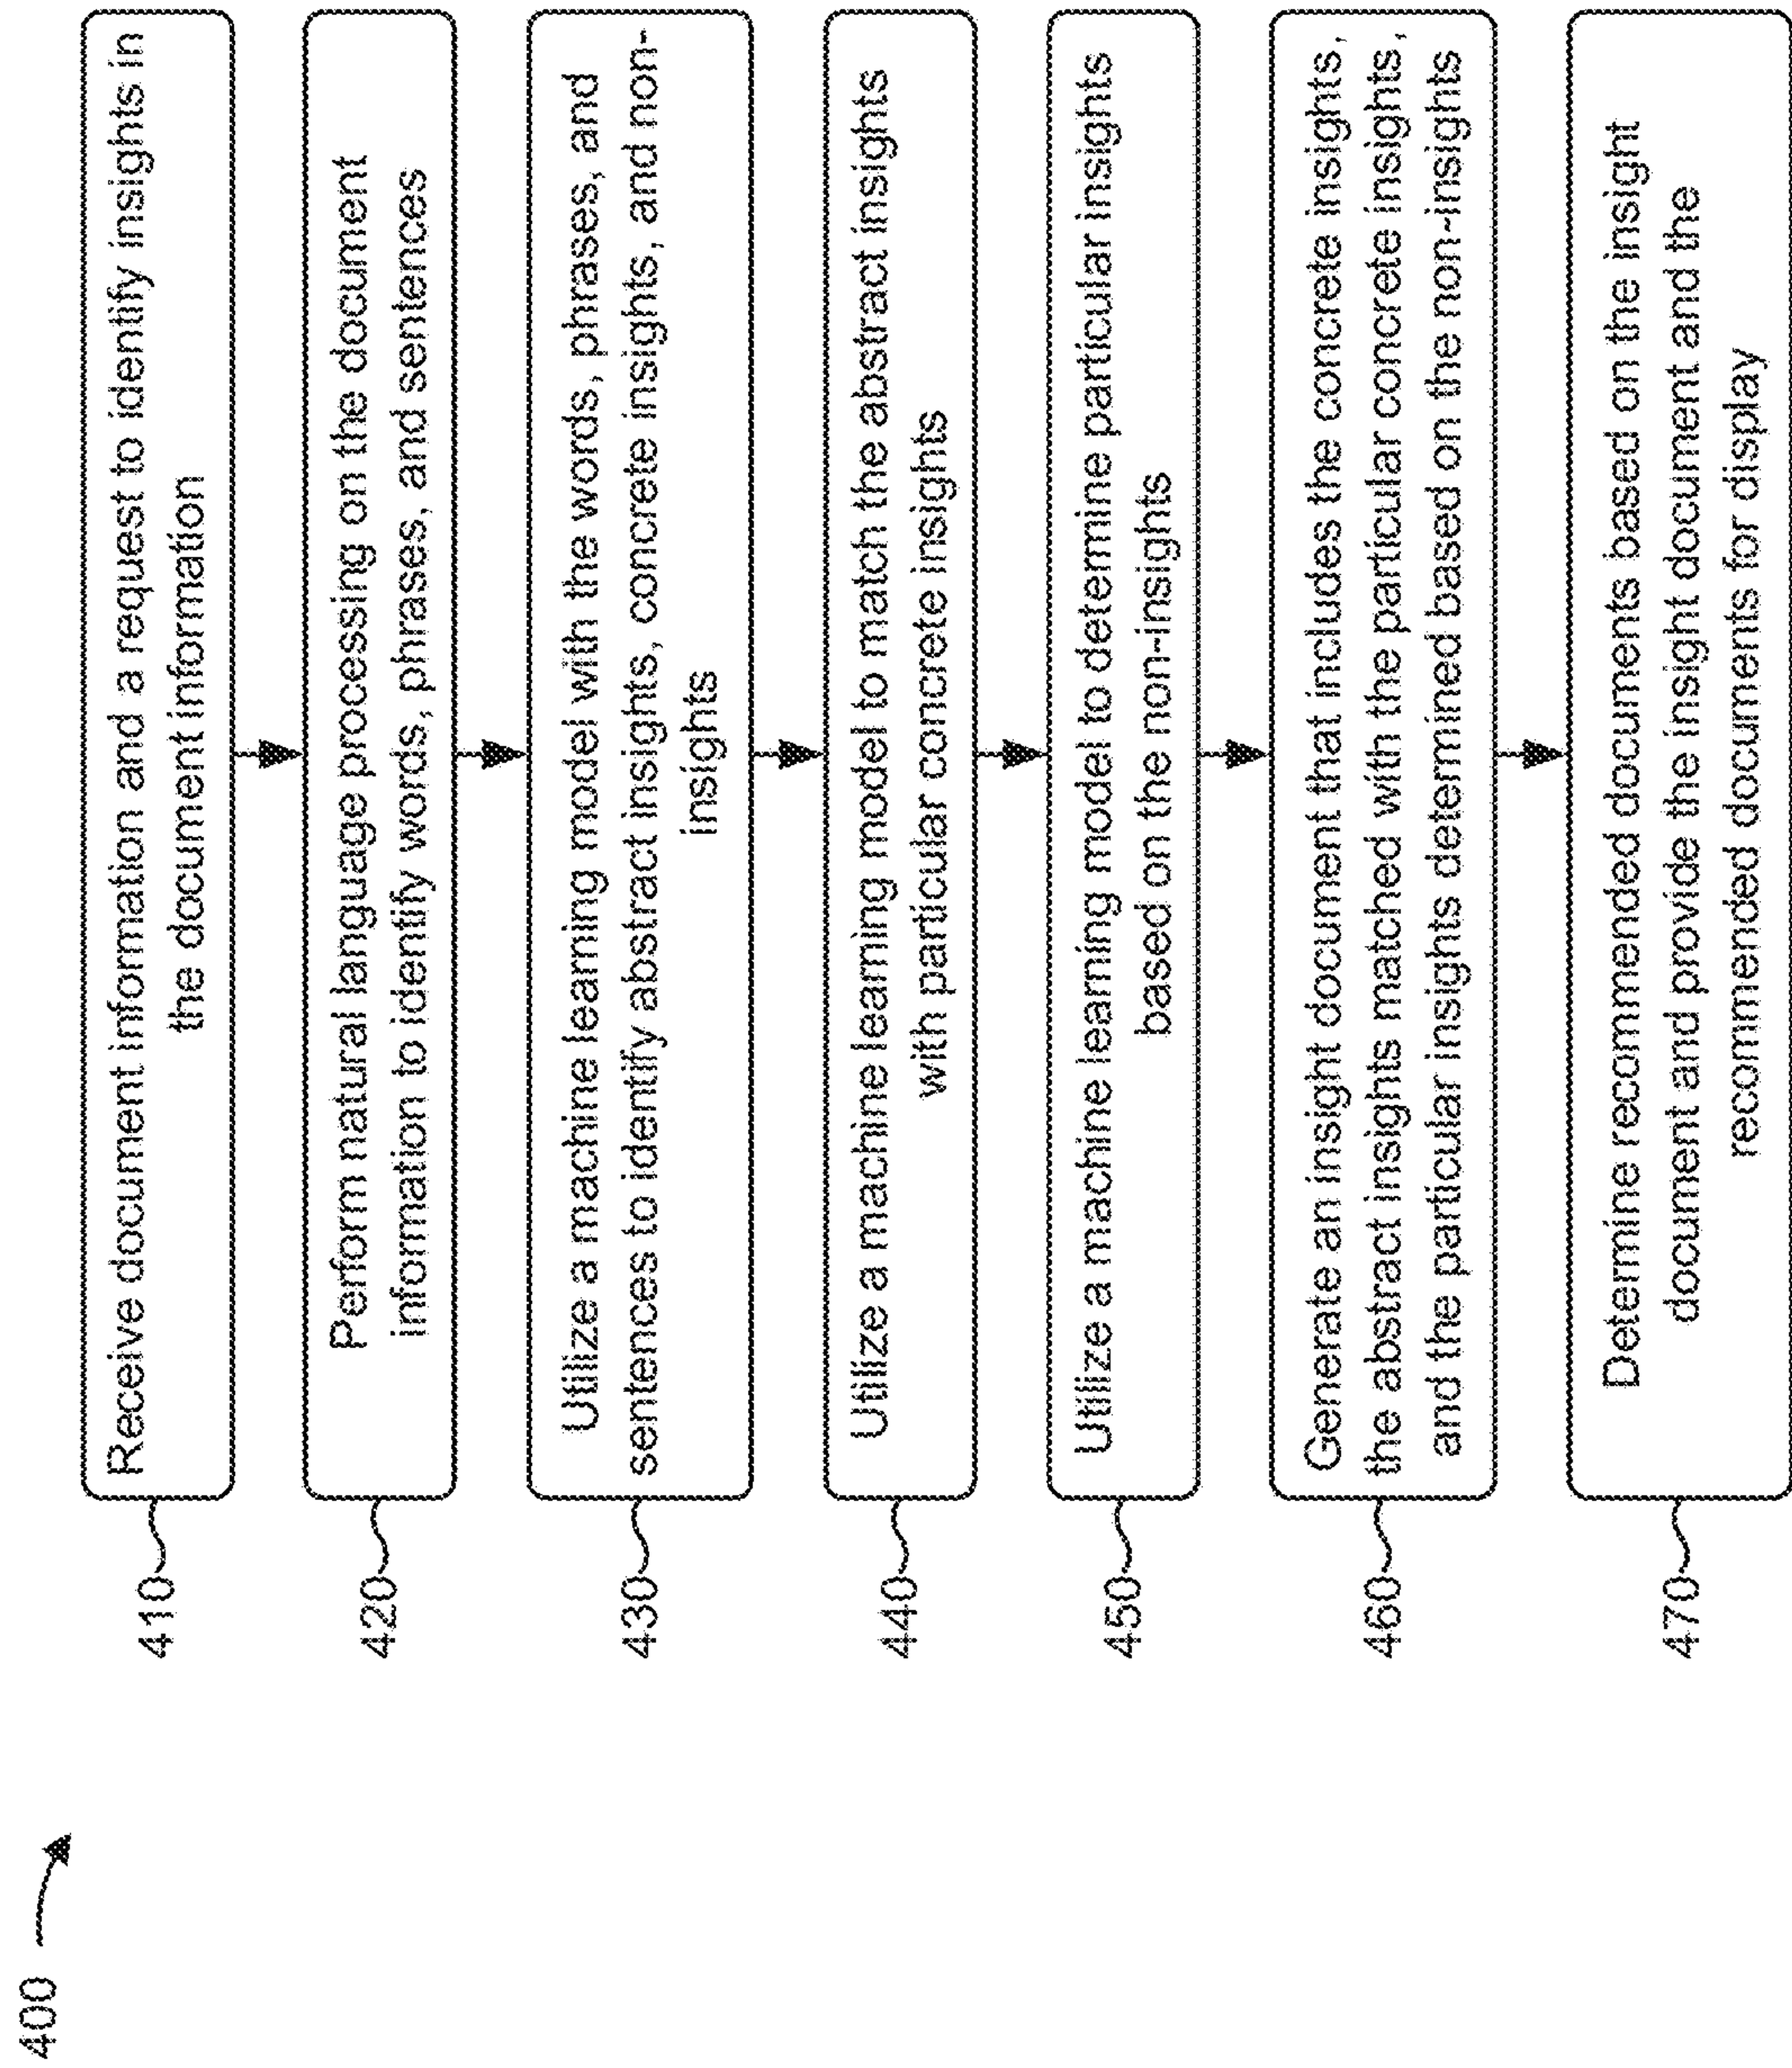 400
410
Receive document information and a request to identify insights in
the document information
420
Perform natural language processing on the document
information to identify words, phrases, and sentences
430
Utilize a machine learning model with the words, phrases, and
sentences to identify abstract insights, concrete insights, and non-
insights
440
Utilize a machine learning model to match the abstract insights
with particular concrete insights
450
Utilize a machine learning model to determine particular insights
based on the non-insights
460
Generate an insight document that includes the concrete insights,
the abstract insights matched with the particular concrete insights,
and the particular insights determined based on the non-insights
470
Determine recommended documents based on the insight
document and provide the insight document and the
recommended documents for display